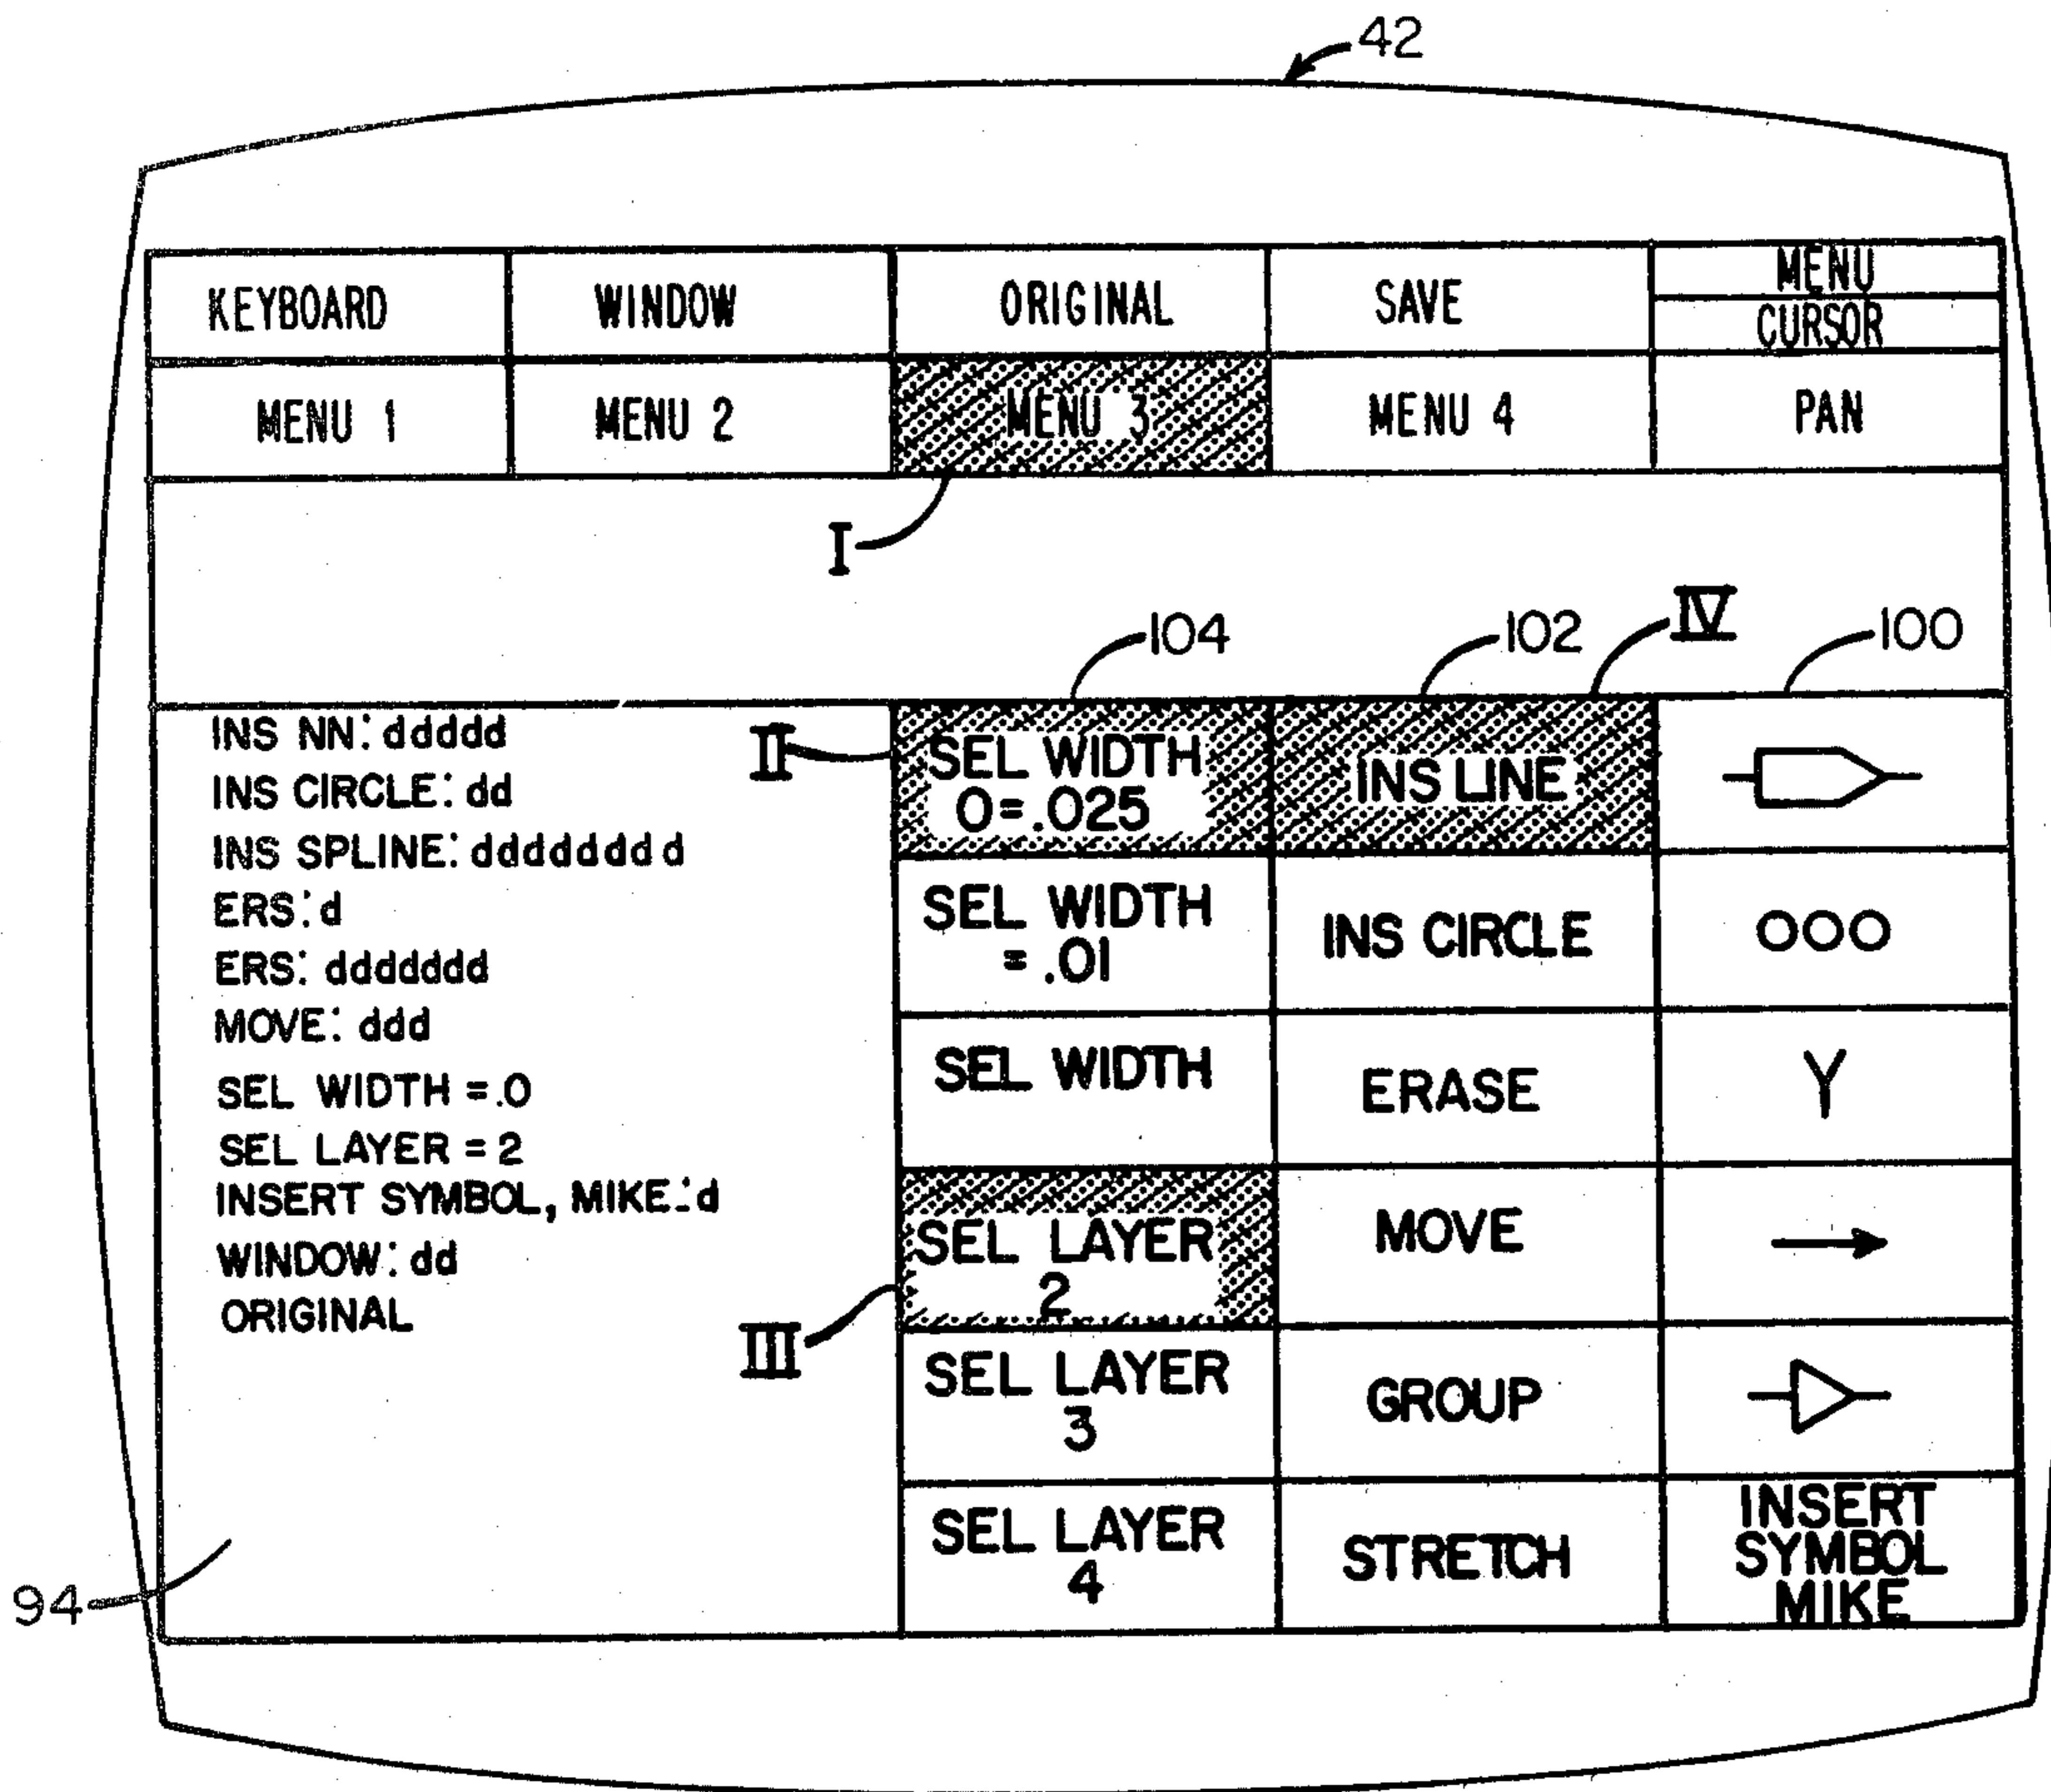 42
KEYBOARD WINDOW ORIGINAL SAVE MENU
CURSOR
MENU 1 MENU 2 MENU 3 MENU 4 PAN
I
104 102 IV 100
INS NN: ddddd
INS CIRCLE: dd
INS SPLINE: ddddddddd
ERS: d
ERS: ddddddd
MOVE: ddd
SEL WIDTH = .0
SEL LAYER = 2
INSERT SYMBOL, MIKE: d
WINDOW: dd
ORIGINAL
II
III
94
SEL WIDTH
0=.025
SEL WIDTH
= .01
SEL WIDTH
SEL LAYER
2
SEL LAYER
3
SEL LAYER
4
INS LINE
INS CIRCLE
ERASE
MOVE
GROUP
STRETCH
OOO
Y
INSERT
SYMBOL
MIKE